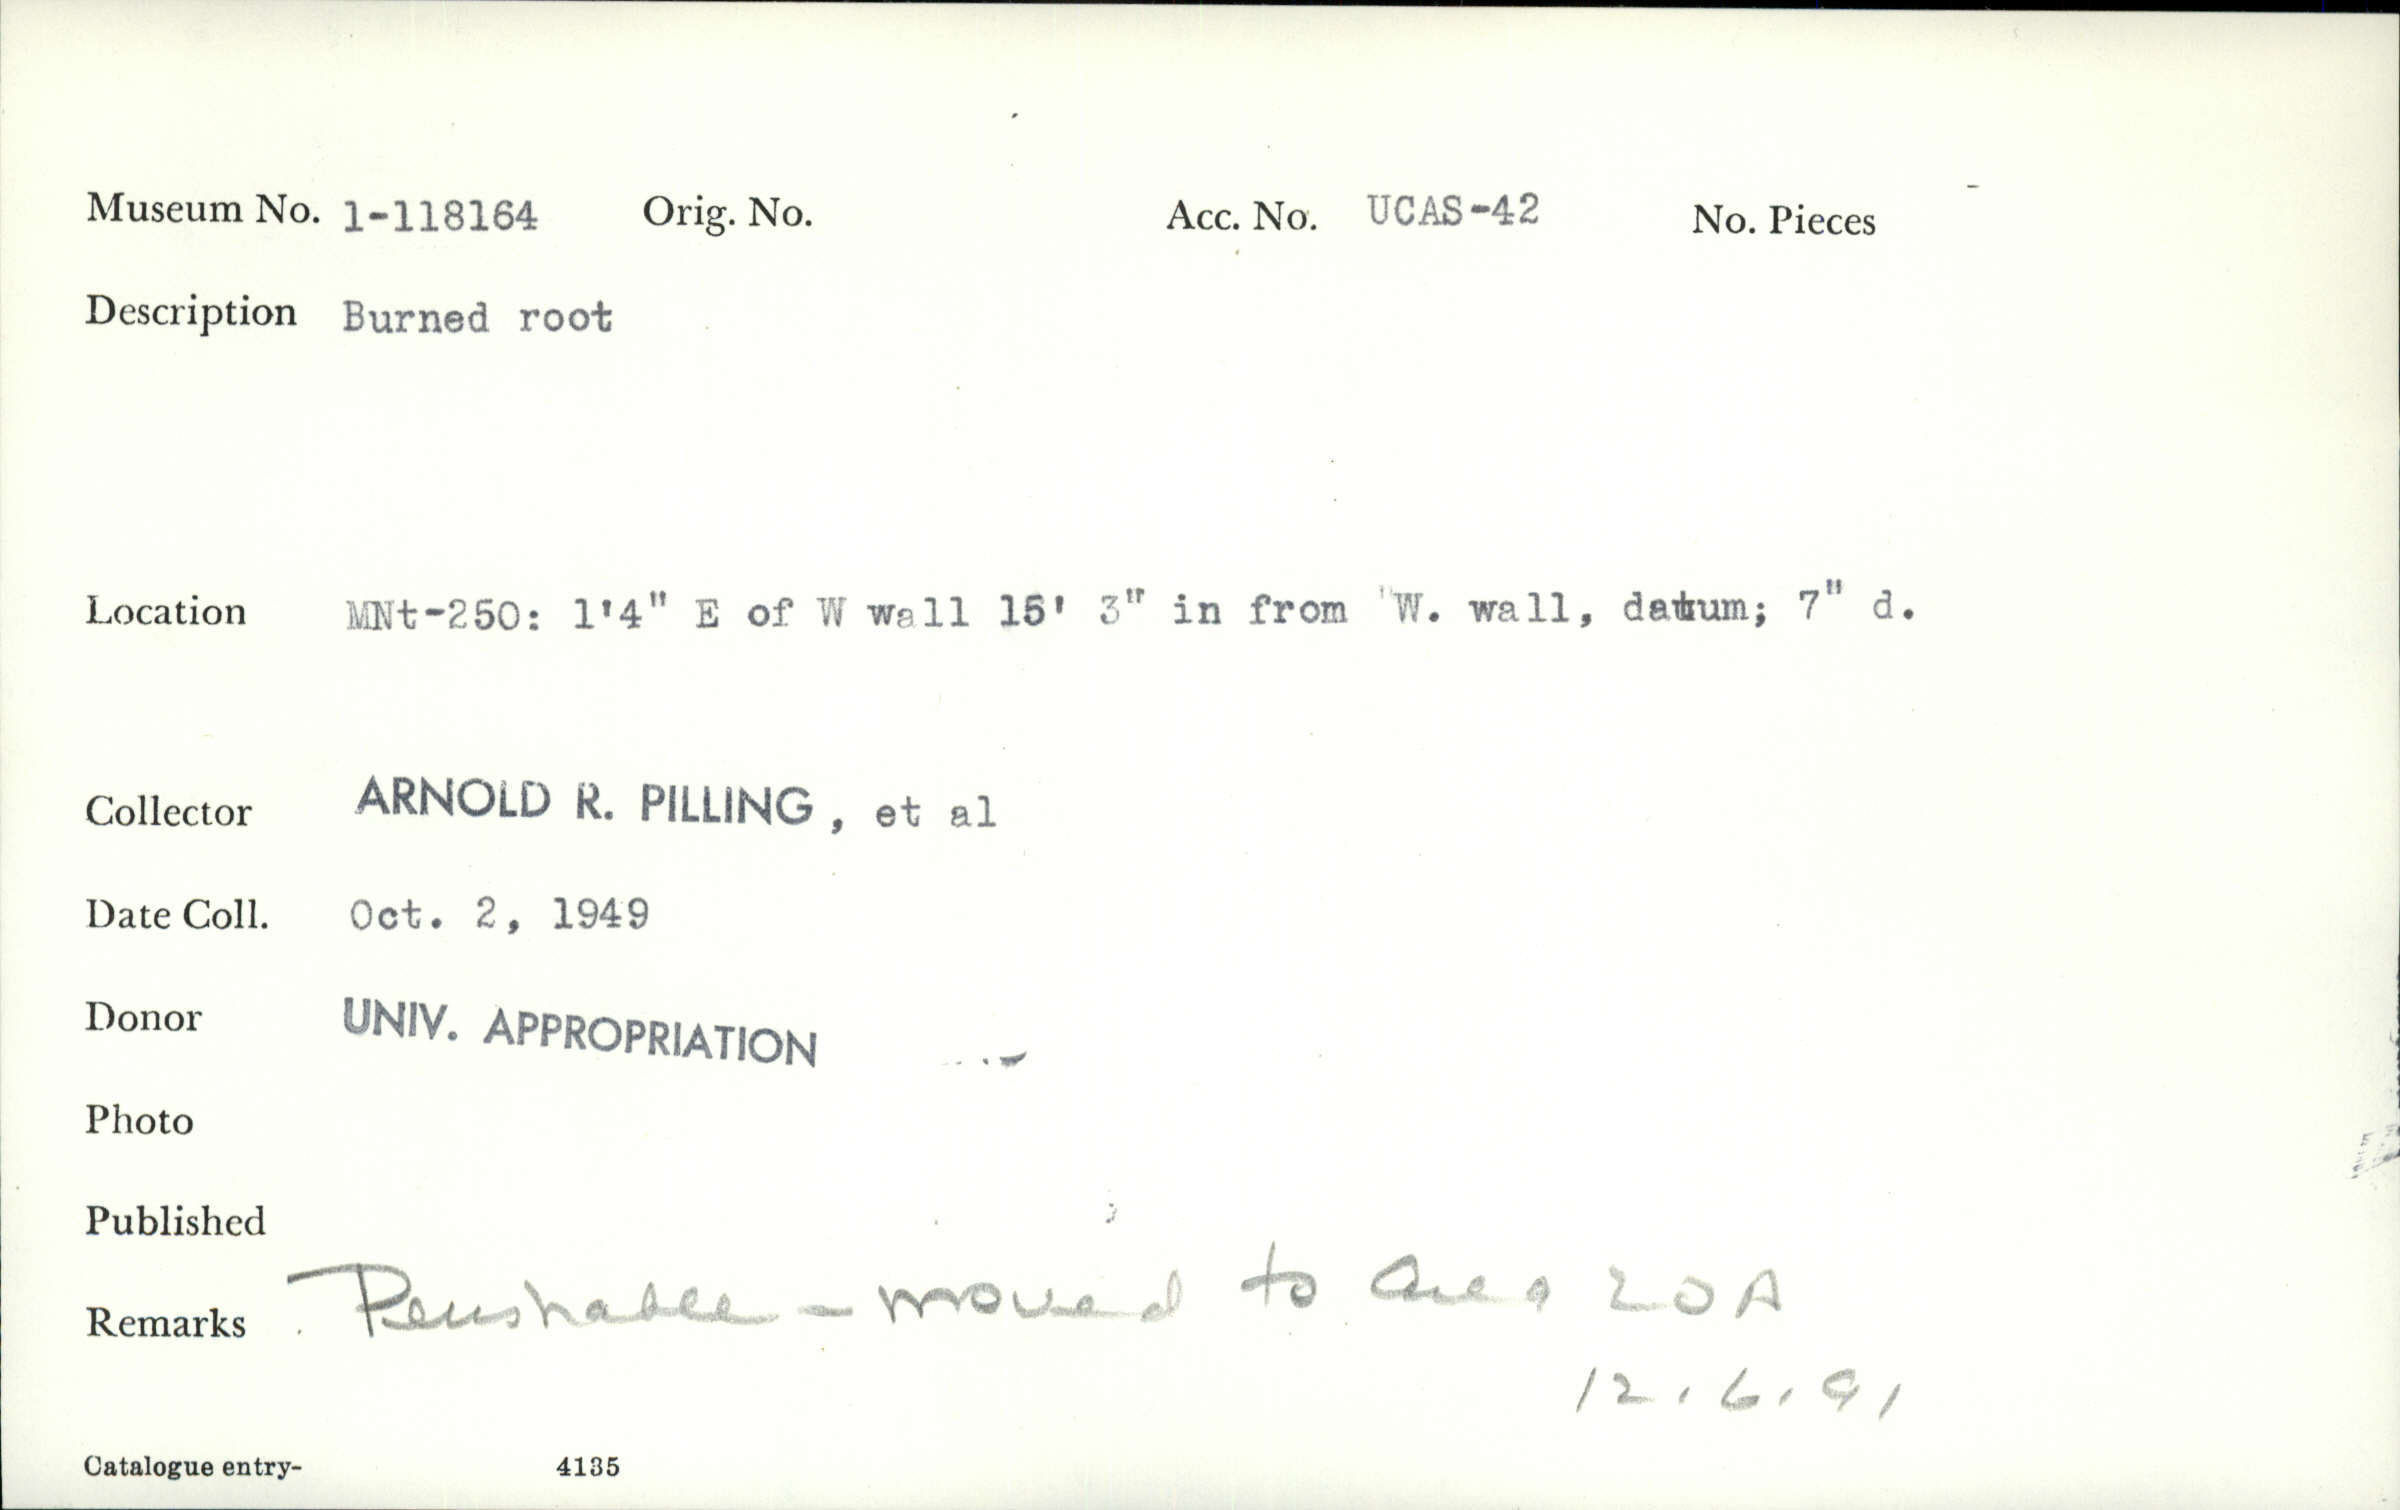 Museum No. 1-118164 Orig. No. Acc. No. UCAS-42 No. Pieces
Description Burned root
Location MNt-250: 1'4" E of W wall 15' 3" in from W. wall, datum; 7" d.
Collector ARNOLD R. PILLING, et al
Date Coll. Oct. 2, 1949
Donor UNIV. APPROPRIATION
Photo
Published
Remarks Perishable - moved to Area 20A
12.6.91
Catalogue entry- 4135